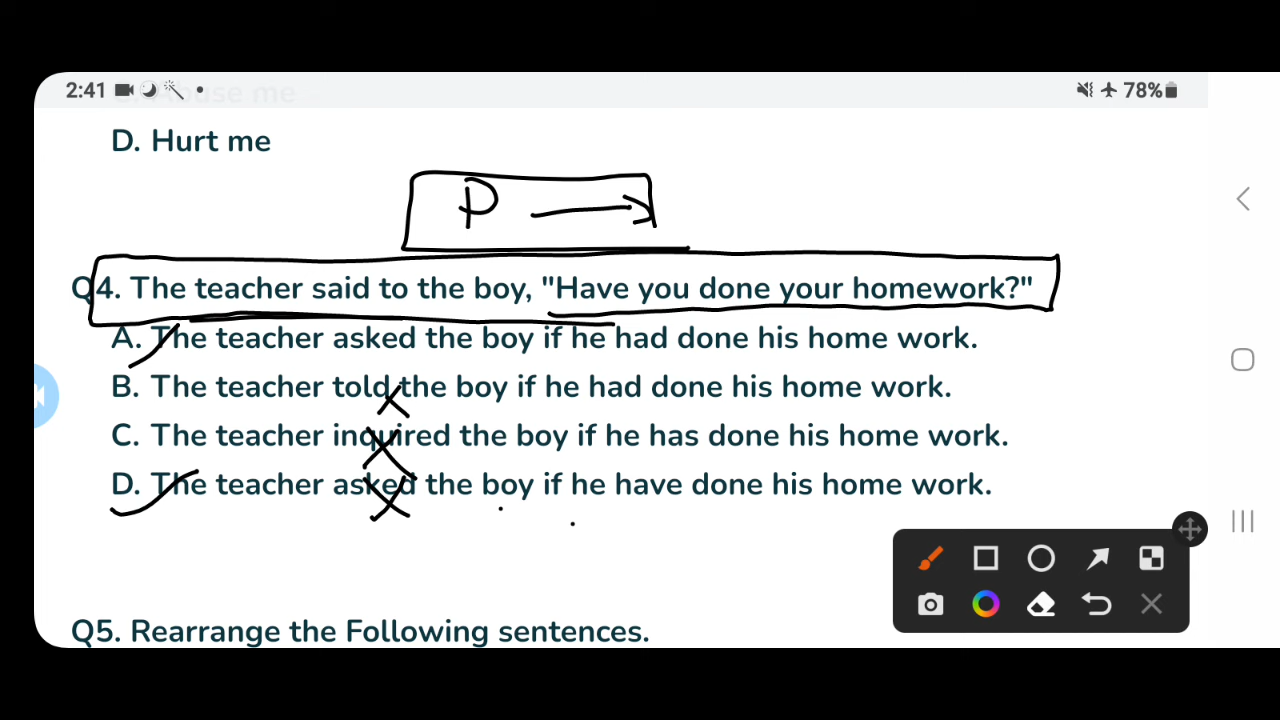 2:41 78%
D. Hurt me
P
Q4. The teacher said to the boy, "Have you done your homework?"
A. The teacher asked the boy if he had done his home work.
B. The teacher told the boy if he had done his home work.
C. The teacher inquired the boy if he has done his home work.
D. The teacher asked the boy if he have done his home work.
Q5. Rearrange the Following sentences.